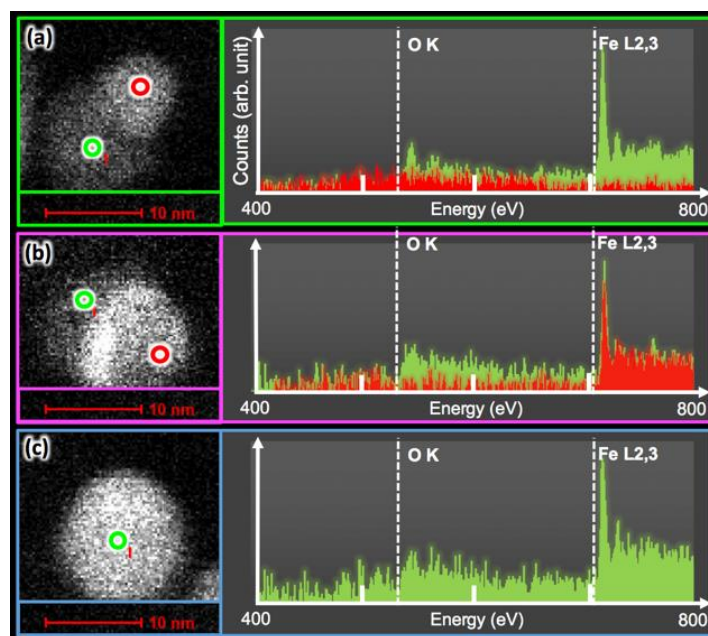 (a)
10 nm
Counts (arb. unit)
O K
Fe L2,3
400
Energy (eV)
800
(b)
10 nm
O K
Fe L2,3
400
Energy (eV)
800
(c)
10 nm
O K
Fe L2,3
400
Energy (eV)
800